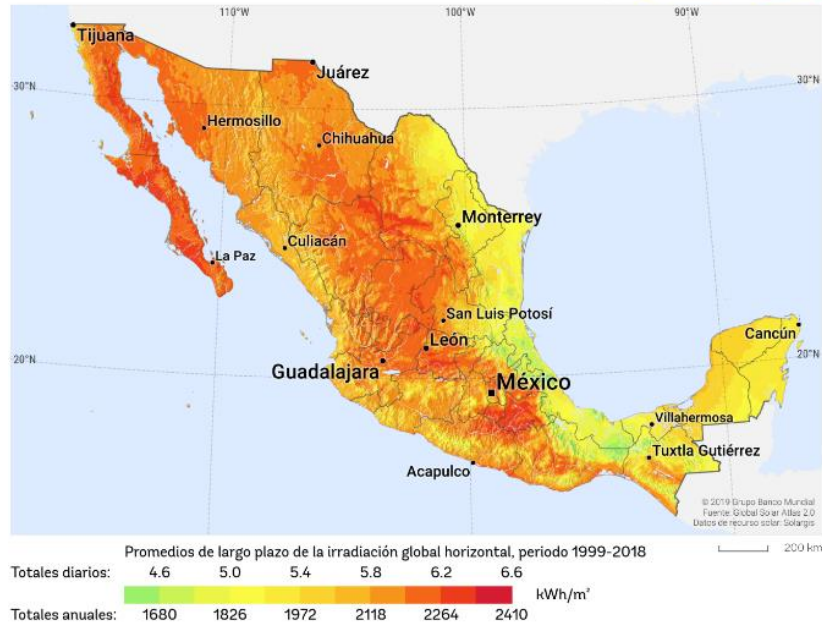 110°W 100°W 90°W
Tijuana
Juárez
30°N 30°N
Hermosillo
Chihuahua
Monterrey
Culiacán
La Paz
San Luis Potosí
Cancún
León
20°N 20°N
Guadalajara
México
Villahermosa
Tuxtla Gutiérrez
Acapulco
© 2019 Grupo Banco Mundial
Fuente: Global Solar Atlas 2.0
Datos de recurso solar: Solargis
Promedios de largo plazo de la irradiación global horizontal, periodo 1999-2018
200 km
Totales diarios: 4.6 5.0 5.4 5.8 6.2 6.6
kWh/m²
Totales anuales: 1680 1826 1972 2118 2264 2410